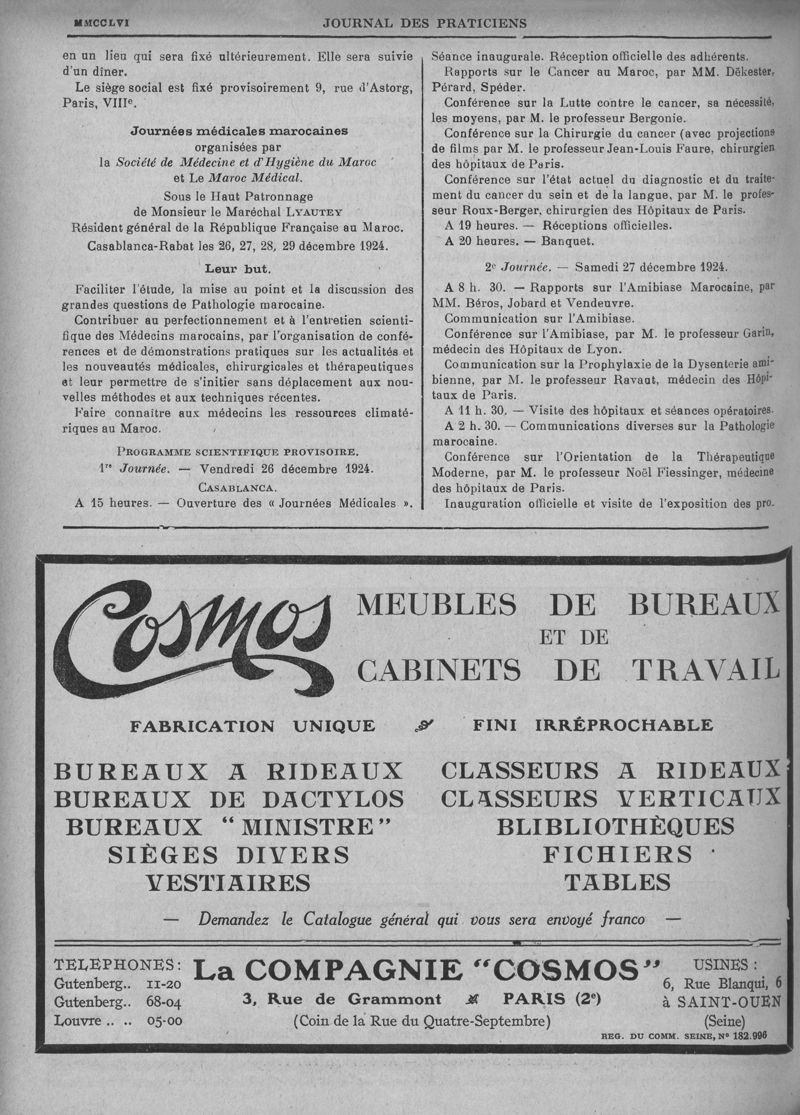 MMCCLVI
JOURNAL DES PRATICIENS
en un lieu qui sera fixé ultérieurement. Elle sera suivie
d'un dîner.
Le siège social est fixé provisoirement 9, rue d'Astorg,
Paris, VIIIe.
Journées médicales marocaines
organisées par
la Société de Médecine et d'Hygiène du Maroc
et Le Maroc Médical.
Sous le Haut Patronnage
de Monsieur le Maréchal LYAUTEY
Résident général de la République Française au Maroc.
Casablanca-Rabat les 26, 27, 28, 29 décembre 1924.
Leur but.
Faciliter l'étude, la mise au point et la discussion des
grandes questions de Pathologie marocaine.
Contribuer au perfectionnement et à l'entretien scienti-
fique des Médecins marocains, par l'organisation de confé-
rences et de démonstrations pratiques sur les actualités et
les nouveautés médicales, chirurgicales et thérapeutiques
et leur permettre de s'initier sans déplacement aux nou-
velles méthodes et aux techniques récentes.
Faire connaître aux médecins les ressources climaté-
riques au Maroc.
PROGRAMME SCIENTIFIQUE PROVISOIRE.
1re Journée. — Vendredi 26 décembre 1924.
CASABLANCA.
A 15 heures. — Ouverture des « Journées Médicales ».
Séance inaugurale. Réception officielle des adhérents.
Rapports sur le Cancer au Maroc, par MM. Dëkester,
Pérard, Spéder.
Conférence sur la Lutte contre le cancer, sa nécessité,
les moyens, par M. le professeur Bergonie.
Conférence sur la Chirurgie du cancer (avec projections
de films par M. le professeur Jean-Louis Faure, chirurgien
des hôpitaux de Paris.
Conférence sur l'état actuel du diagnostic et du traite-
ment du cancer du sein et de la langue, par M. le profes-
seur Roux-Berger, chirurgien des Hôpitaux de Paris.
A 19 heures. — Réceptions officielles.
A 20 heures. — Banquet.
2e Journée. — Samedi 27 décembre 1924.
A 8 h. 30. — Rapports sur l'Amibiase Marocaine, par
MM. Béros, Jobard et Vendeuvre.
Communication sur l'Amibiase.
Conférence sur l'Amibiase, par M. le professeur Garin,
médecin des Hôpitaux de Lyon.
Communication sur la Prophylaxie de la Dysenterie ami-
bienne, par M. le professeur Ravaut, médecin des Hôpi-
taux de Paris.
A 11 h. 30. — Visite des hôpitaux et séances opératoires.
A 2 h. 30. — Communications diverses sur la Pathologie
marocaine.
Conférence sur l'Orientation de la Thérapeutique
Moderne, par M. le professeur Noël Fiessinger, médecine
des hôpitaux de Paris.
Inauguration officielle et visite de l'exposition des pro-
Cosmos
MEUBLES DE BUREAUX
ET DE
CABINETS DE TRAVAIL
FABRICATION UNIQUE FINI IRRÉPROCHABLE
BUREAUX A RIDEAUX
BUREAUX DE DACTYLOS
BUREAUX “MINISTRE”
SIÈGES DIVERS
VESTIAIRES
CLASSEURS A RIDEAUX
CLASSEURS VERTICAUX
BLIBLIOTHÈQUES
FICHIERS
TABLES
— Demandez le Catalogue général qui vous sera envoyé franco —
TELEPHONES:
Gutenberg.. 11-20
Gutenberg.. 68-04
Louvre .. .. 05-00
La COMPAGNIE “COSMOS”
3, Rue de Grammont PARIS (2e)
(Coin de la Rue du Quatre-Septembre)
USINES :
6, Rue Blanqui, 6
à SAINT-OUEN
(Seine)
REG. DU COMM. SEINE, No 182.996